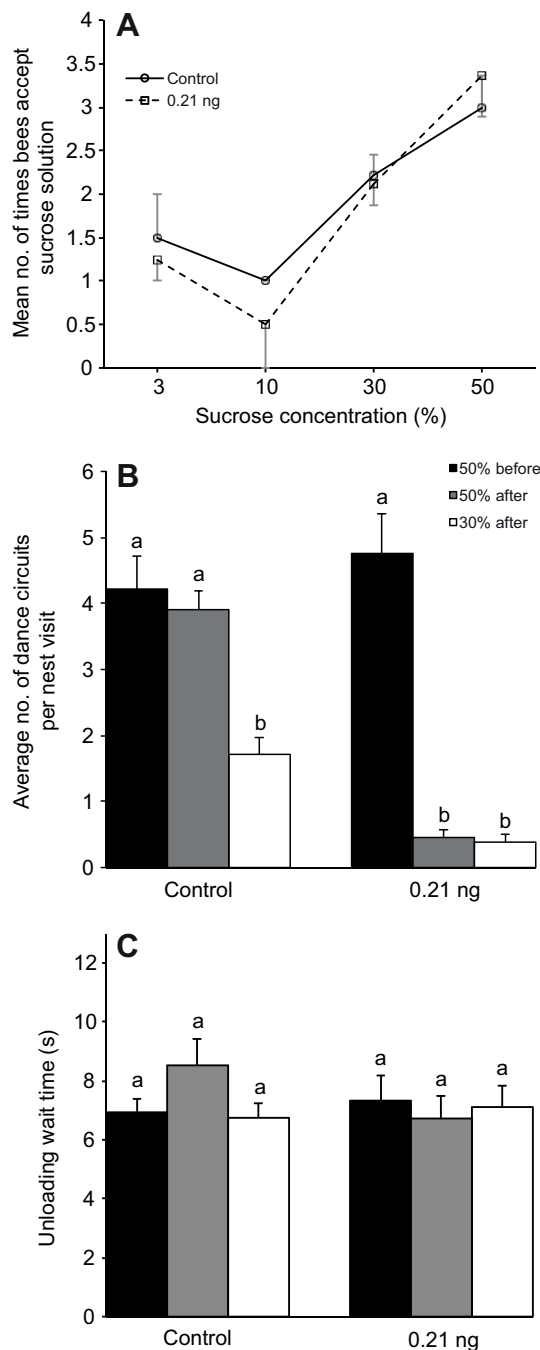 A
4
3.5
3
2.5
2
1.5
1
0.5
0
Control
0.21 ng
Mean no. of times bees accept
sucrose solution
3 10 30 50
Sucrose concentration (%)
B
6
5
4
3
2
1
0
50% before
50% after
30% after
a
a
b
a
b
b
Average no. of dance circuits
per nest visit
Control 0.21 ng
C
12
10
8
6
4
2
0
a
a
a
a
a
a
Unloading wait time (s)
Control 0.21 ng